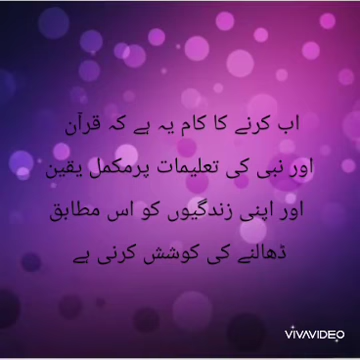 اب کرنے کا کام یہ ہے کہ قرآن
اور نبی کی تعلیمات پرمکمل یقین
اور اپنی زندگیوں کو اس مطابق
ڈھالنے کی کوشش کرنی ہے
VIVAVIDEO